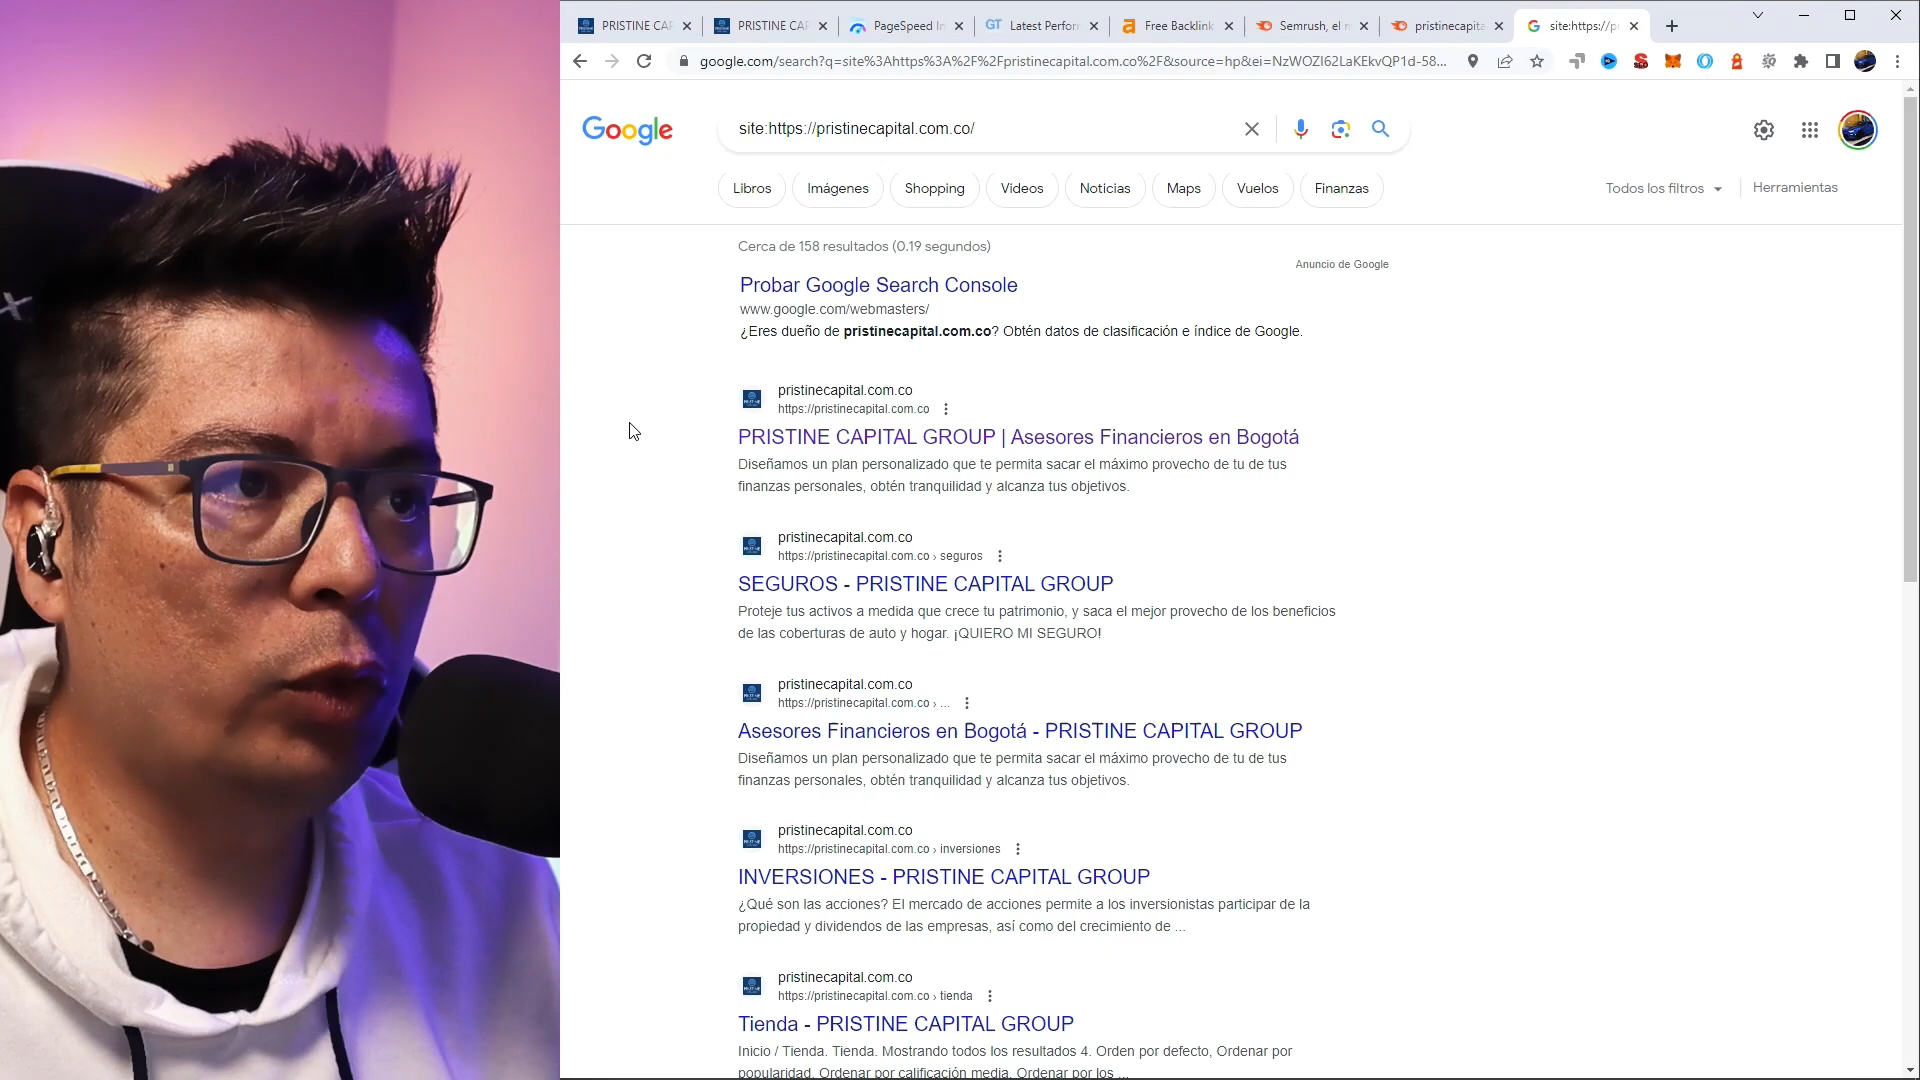 PRISTINE CAP
PRISTINE CAP
PageSpeed In
Latest Perfor
Free Backlink
Semrush, el m
pristinecapita
site:https://p
google.com/search?q=site%3Ahttps%3A%2F%2Fpristinecapital.com.co%2F&source=hp&ei=NzWOZI62LaKEkvQP1d-58...
Google
site:https://pristinecapital.com.co/
Libros
Imágenes
Shopping
Videos
Noticias
Maps
Vuelos
Finanzas
Todos los filtros
Herramientas
Cerca de 158 resultados (0.19 segundos)
Anuncio de Google
Probar Google Search Console
www.google.com/webmasters/
¿Eres dueño de pristinecapital.com.co? Obtén datos de clasificación e índice de Google.
pristinecapital.com.co
https://pristinecapital.com.co
PRISTINE CAPITAL GROUP | Asesores Financieros en Bogotá
Diseñamos un plan personalizado que te permita sacar el máximo provecho de tu de tus
finanzas personales, obtén tranquilidad y alcanza tus objetivos.
pristinecapital.com.co
https://pristinecapital.com.co › seguros
SEGUROS - PRISTINE CAPITAL GROUP
Proteje tus activos a medida que crece tu patrimonio, y saca el mejor provecho de los beneficios
de las coberturas de auto y hogar. ¡QUIERO MI SEGURO!
pristinecapital.com.co
https://pristinecapital.com.co › ...
Asesores Financieros en Bogotá - PRISTINE CAPITAL GROUP
Diseñamos un plan personalizado que te permita sacar el máximo provecho de tu de tus
finanzas personales, obtén tranquilidad y alcanza tus objetivos.
pristinecapital.com.co
https://pristinecapital.com.co › inversiones
INVERSIONES - PRISTINE CAPITAL GROUP
¿Qué son las acciones? El mercado de acciones permite a los inversionistas participar de la
propiedad y dividendos de las empresas, así como del crecimiento de ...
pristinecapital.com.co
https://pristinecapital.com.co › tienda
Tienda - PRISTINE CAPITAL GROUP
Inicio / Tienda. Tienda. Mostrando todos los resultados 4. Orden por defecto, Ordenar por
popularidad, Ordenar por calificación media, Ordenar por los ...